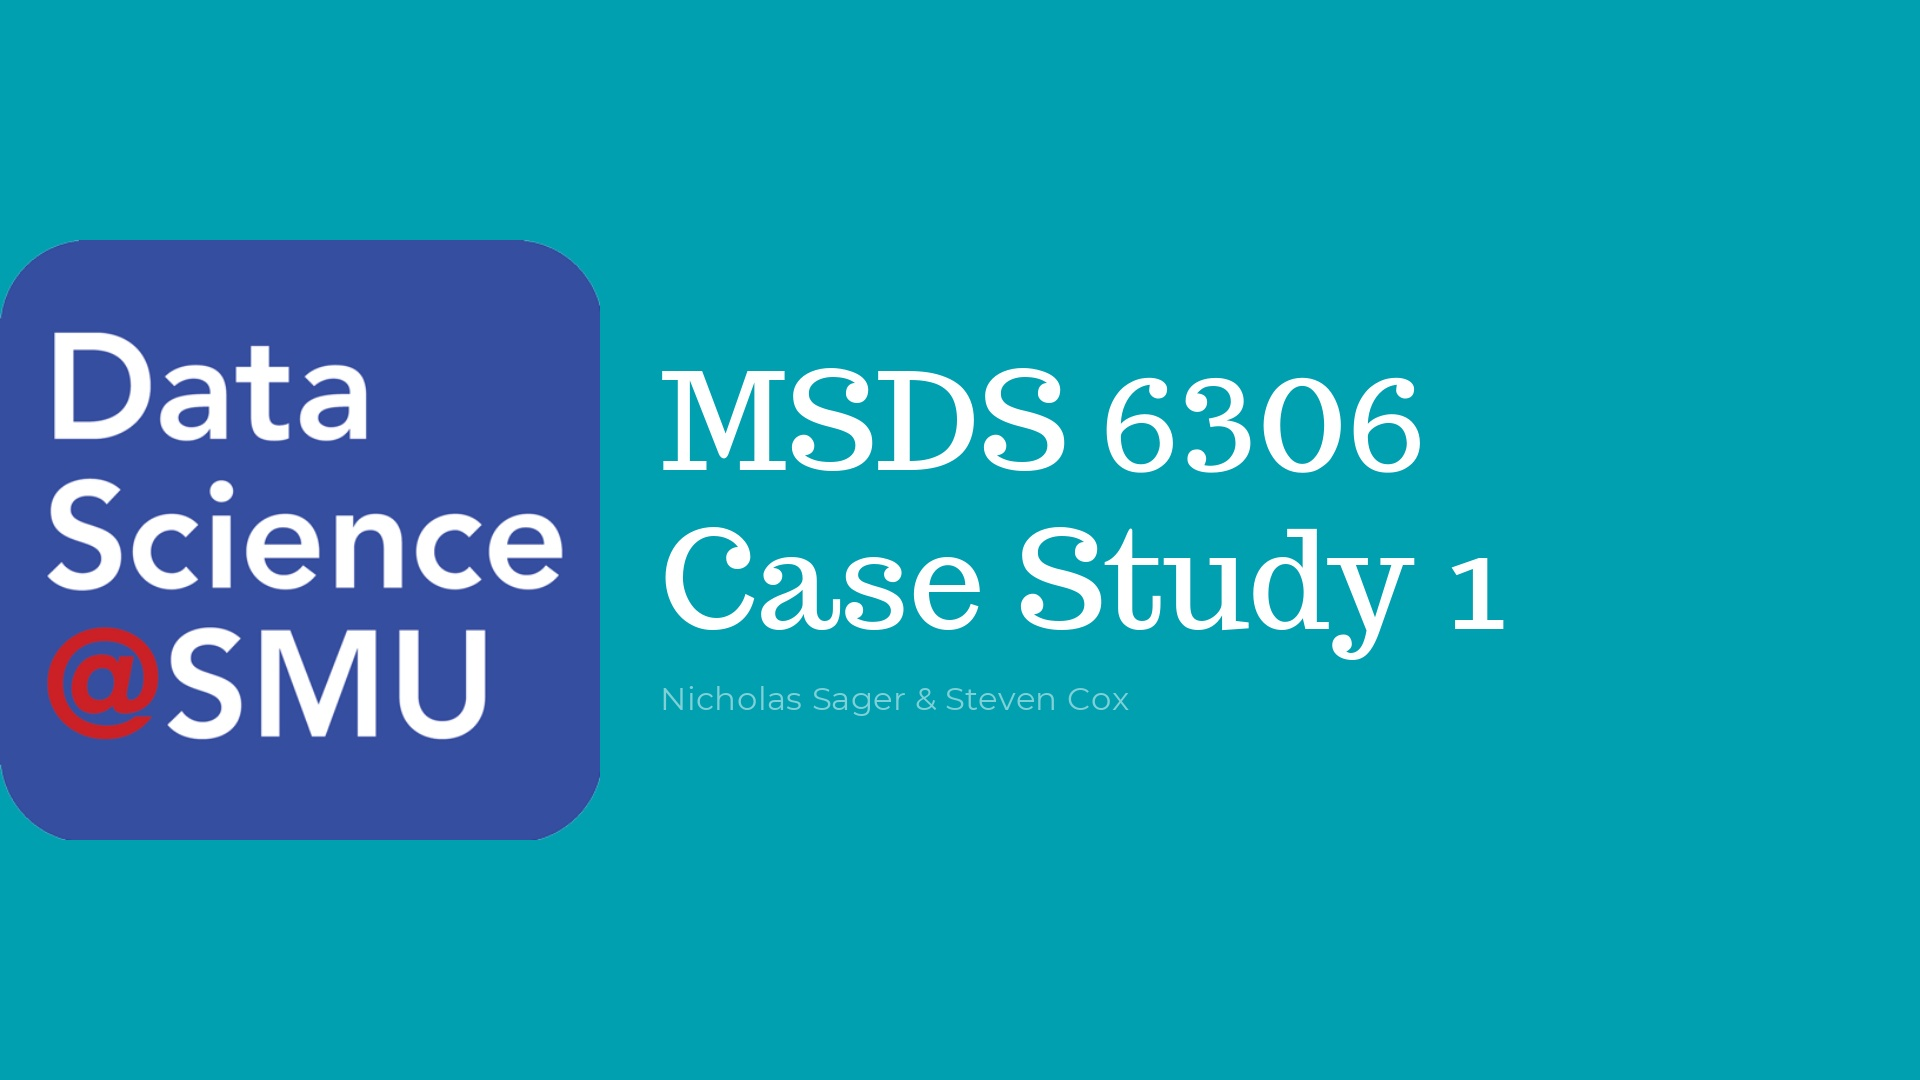 Data
Science
@SMU
MSDS 6306
Case Study 1
Nicholas Sager & Steven Cox